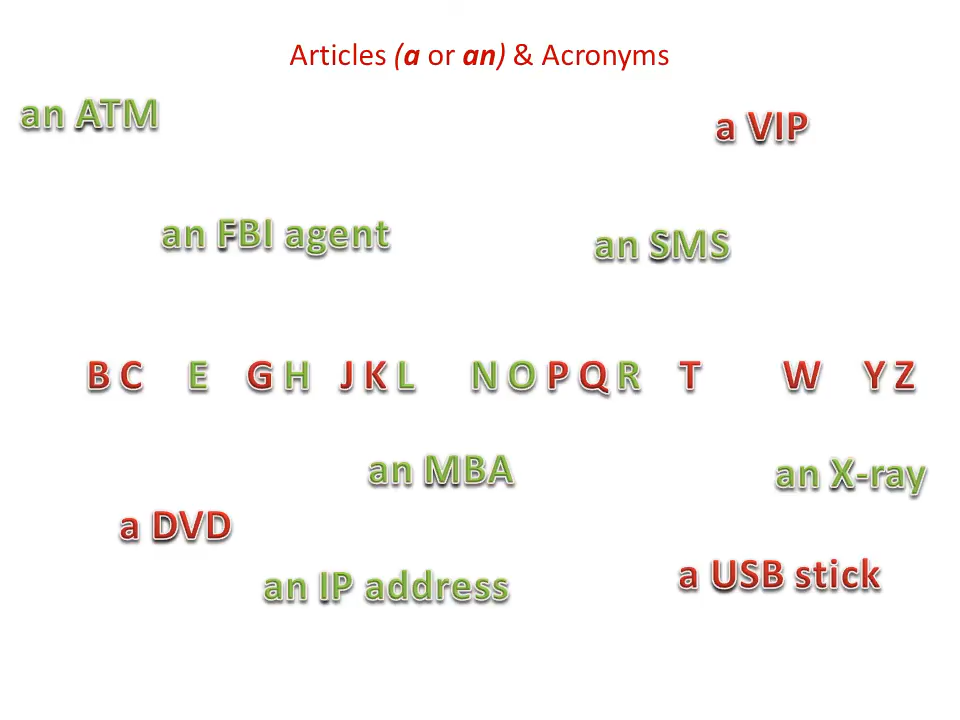 Articles (a or an) & Acronyms
an ATM
a VIP
an FBI agent
an SMS
B C E G H J K L N O P Q R T W Y Z
an MBA
an X-ray
a DVD
an IP address
a USB stick